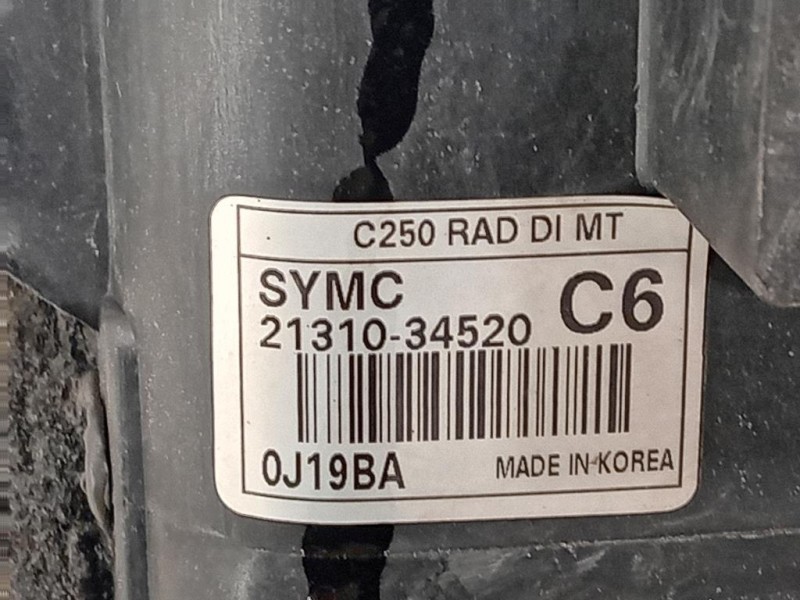 C250 RAD DI MT
SYMC
C6
21310-34520
0J19BA
MADE IN KOREA